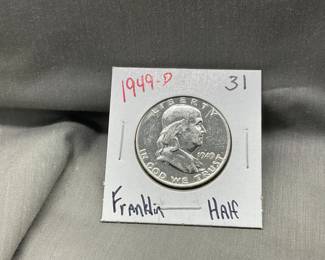 1949-D 31
LIBERTY
1949
IN GOD WE TRUST
Franklin Half